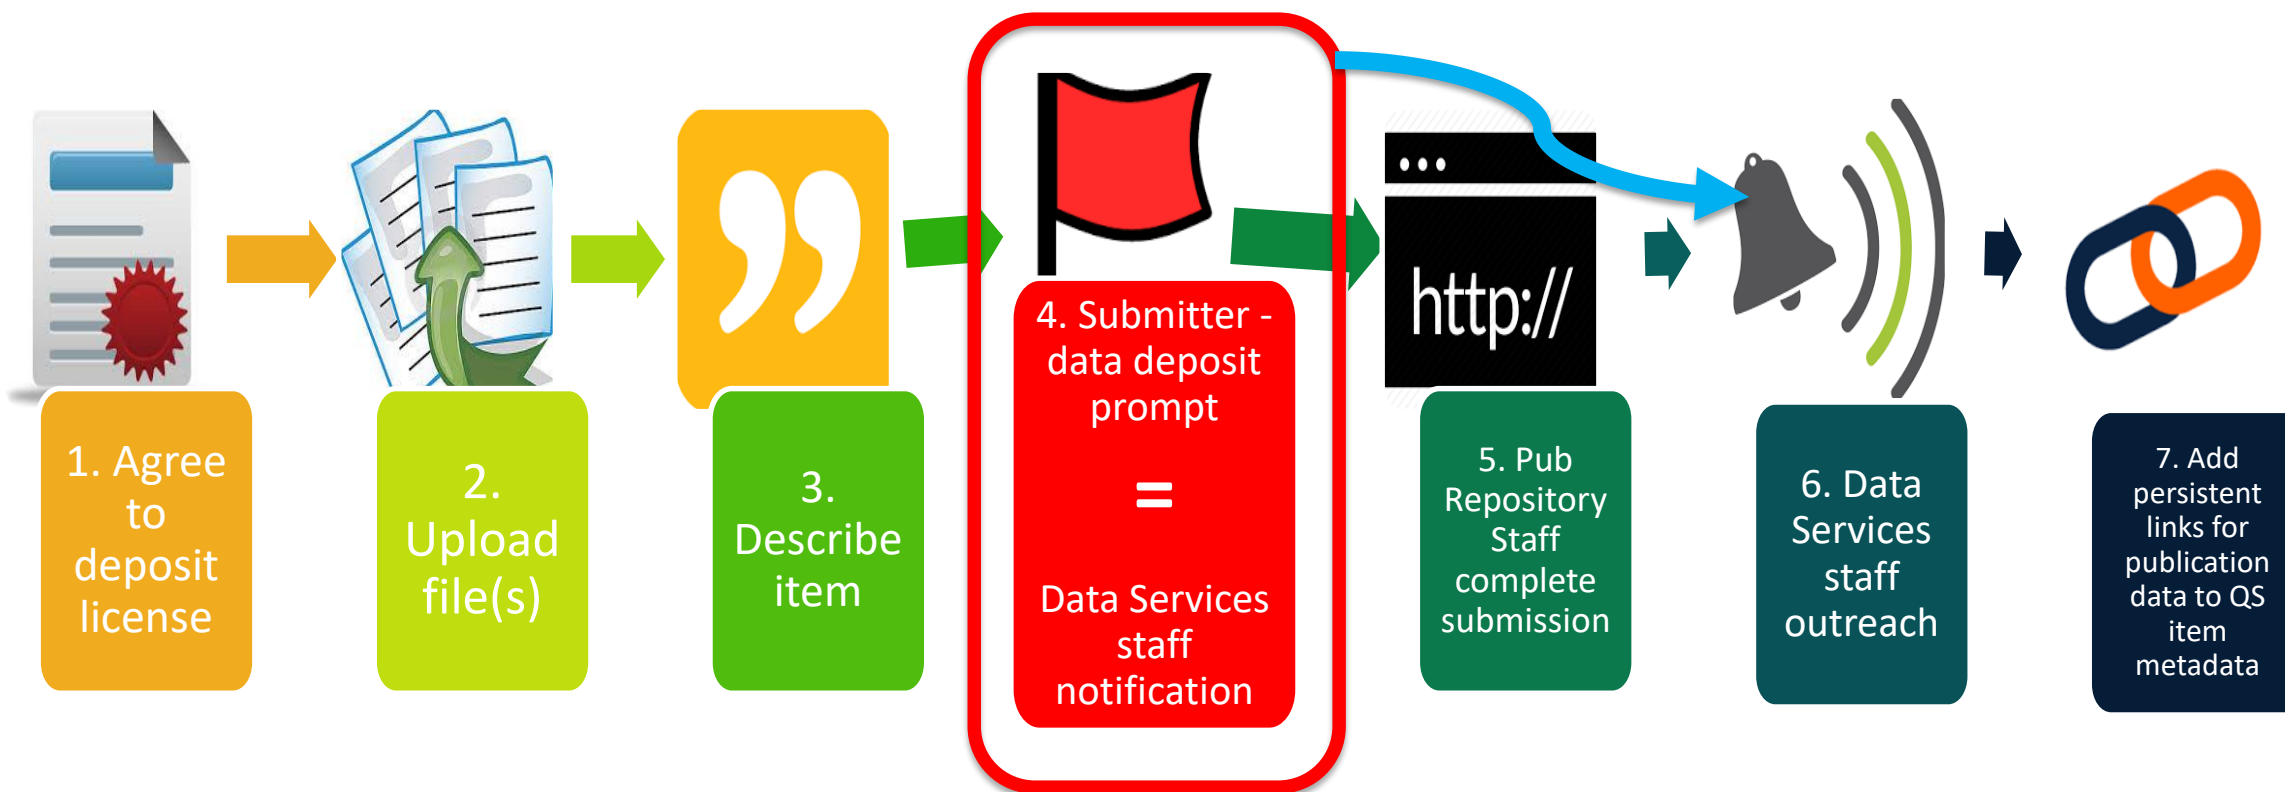 http://
1. Agree
to
deposit
license
2.
Upload
file(s)
3.
Describe
item
4. Submitter -
data deposit
prompt
=
Data Services
staff
notification
5. Pub
Repository
Staff
complete
submission
6. Data
Services
staff
outreach
7. Add
persistent
links for
publication
data to QS
item
metadata